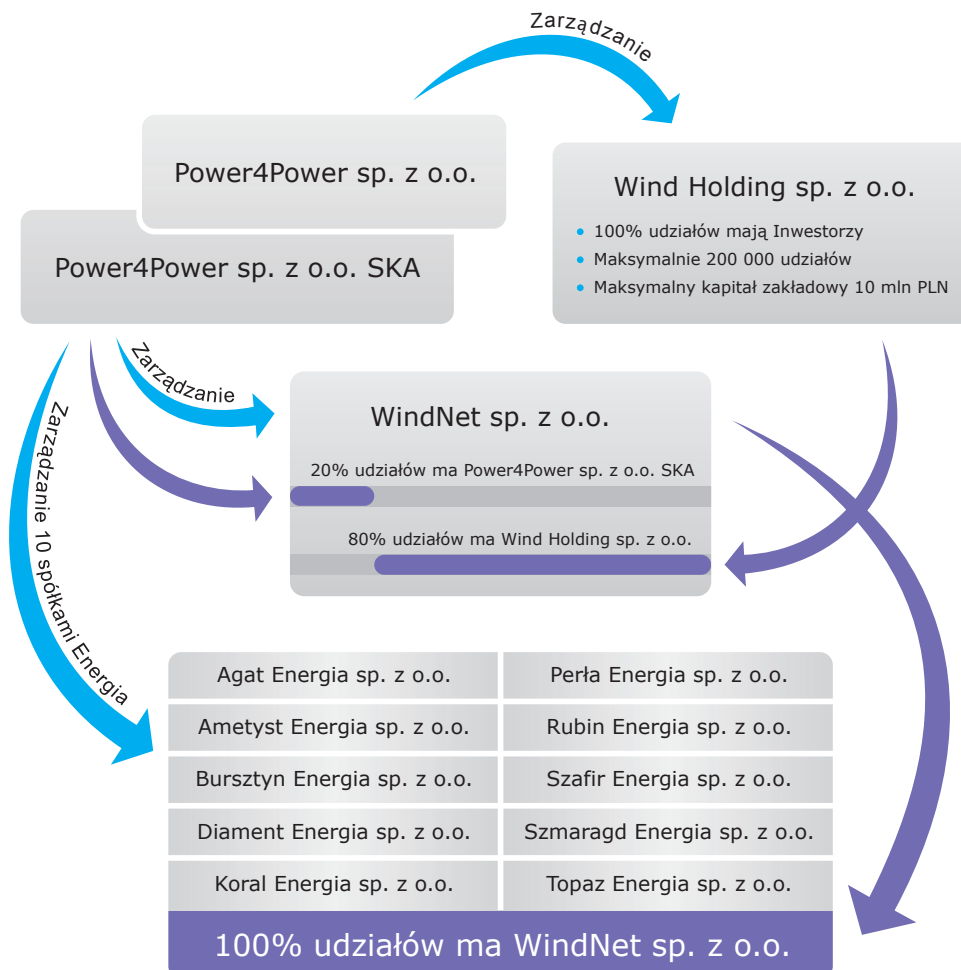 Zarządzanie
Power4Power sp. z o.o.
Power4Power sp. z o.o. SKA
Wind Holding sp. z o.o.
100% udziałów mają Inwestorzy
Maksymalnie 200 000 udziałów
Maksymalny kapitał zakładowy 10 mln PLN
Zarządzanie
Zarządzanie 10 spółkami Energia
WindNet sp. z o.o.
20% udziałów ma Power4Power sp. z o.o. SKA
80% udziałów ma Wind Holding sp. z o.o.
Agat Energia sp. z o.o.
Perła Energia sp. z o.o.
Ametyst Energia sp. z o.o.
Rubin Energia sp. z o.o.
Bursztyn Energia sp. z o.o.
Szafir Energia sp. z o.o.
Diament Energia sp. z o.o.
Szmaragd Energia sp. z o.o.
Koral Energia sp. z o.o.
Topaz Energia sp. z o.o.
100% udziałów ma WindNet sp. z o.o.